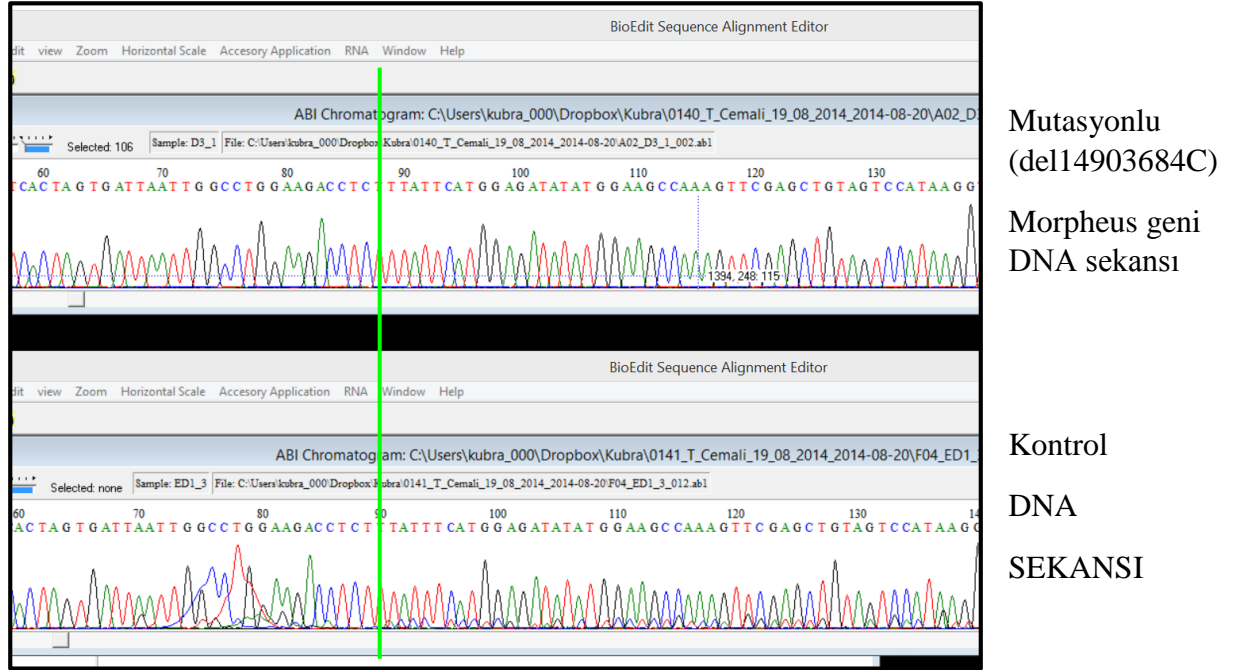 BioEdit Sequence Alignment Editor
dit view Zoom Horizontal Scale Accesory Application RNA Window Help
ABI Chromatogram: C:\Users\kubra_000\Dropbox\Kubra\0140_T_Cemali_19_08_2014_2014-08-20\A02_D3
Selected: 106 Sample: D3_1 File: C:\Users\kubra_000\Dropbox\Kubra\0140_T_Cemali_19_08_2014_2014-08-20\A02_D3_1_002.ab1
60 70 80 90 100 110 120 130
TCACTAGTGATTAATTGGCCTGGAAGACCTCTTTATTCATGGAGATATATGGAAGCCAAAGTTCGAGCTGTAGTCCATAAGG
1394, 248; 115
Mutasyonlu
(del14903684C)
Morpheus geni
DNA sekansı
BioEdit Sequence Alignment Editor
dit view Zoom Horizontal Scale Accesory Application RNA Window Help
ABI Chromatogram: C:\Users\kubra_000\Dropbox\Kubra\0141_T_Cemali_19_08_2014_2014-08-20\F04_ED1_
Selected: none Sample: ED1_3 File: C:\Users\kubra_000\Dropbox\Kubra\0141_T_Cemali_19_08_2014_2014-08-20\F04_ED1_3_012.ab1
60 70 80 90 100 110 120 130 14
ACTAGTGATTAATTGGCCTGGAAGACCTCTTTATTTCATGGAGATATATGGAAGCCAAAGTTCGAGCTGTAGTCCATAAGG
Kontrol
DNA
SEKANSI